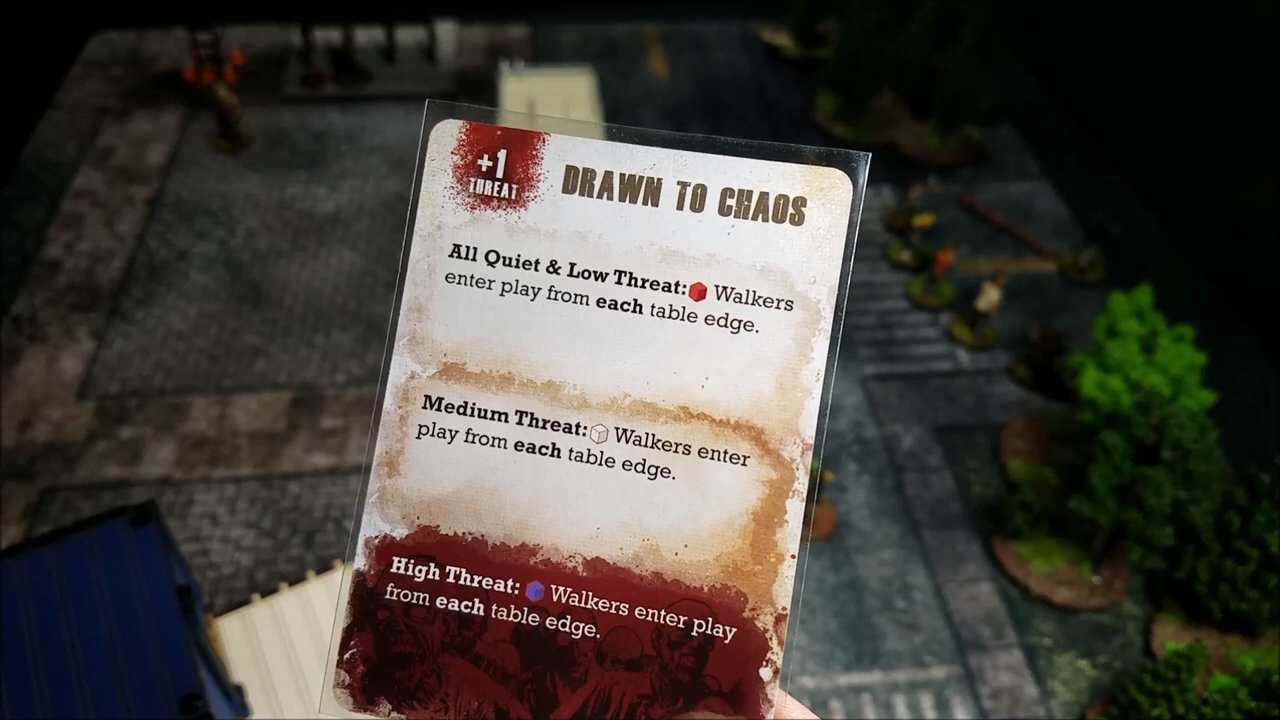 +1
THREAT
DRAWN TO CHAOS
All Quiet & Low Threat: Walkers
enter play from each table edge.
Medium Threat: Walkers enter
play from each table edge.
High Threat: Walkers enter play
from each table edge.